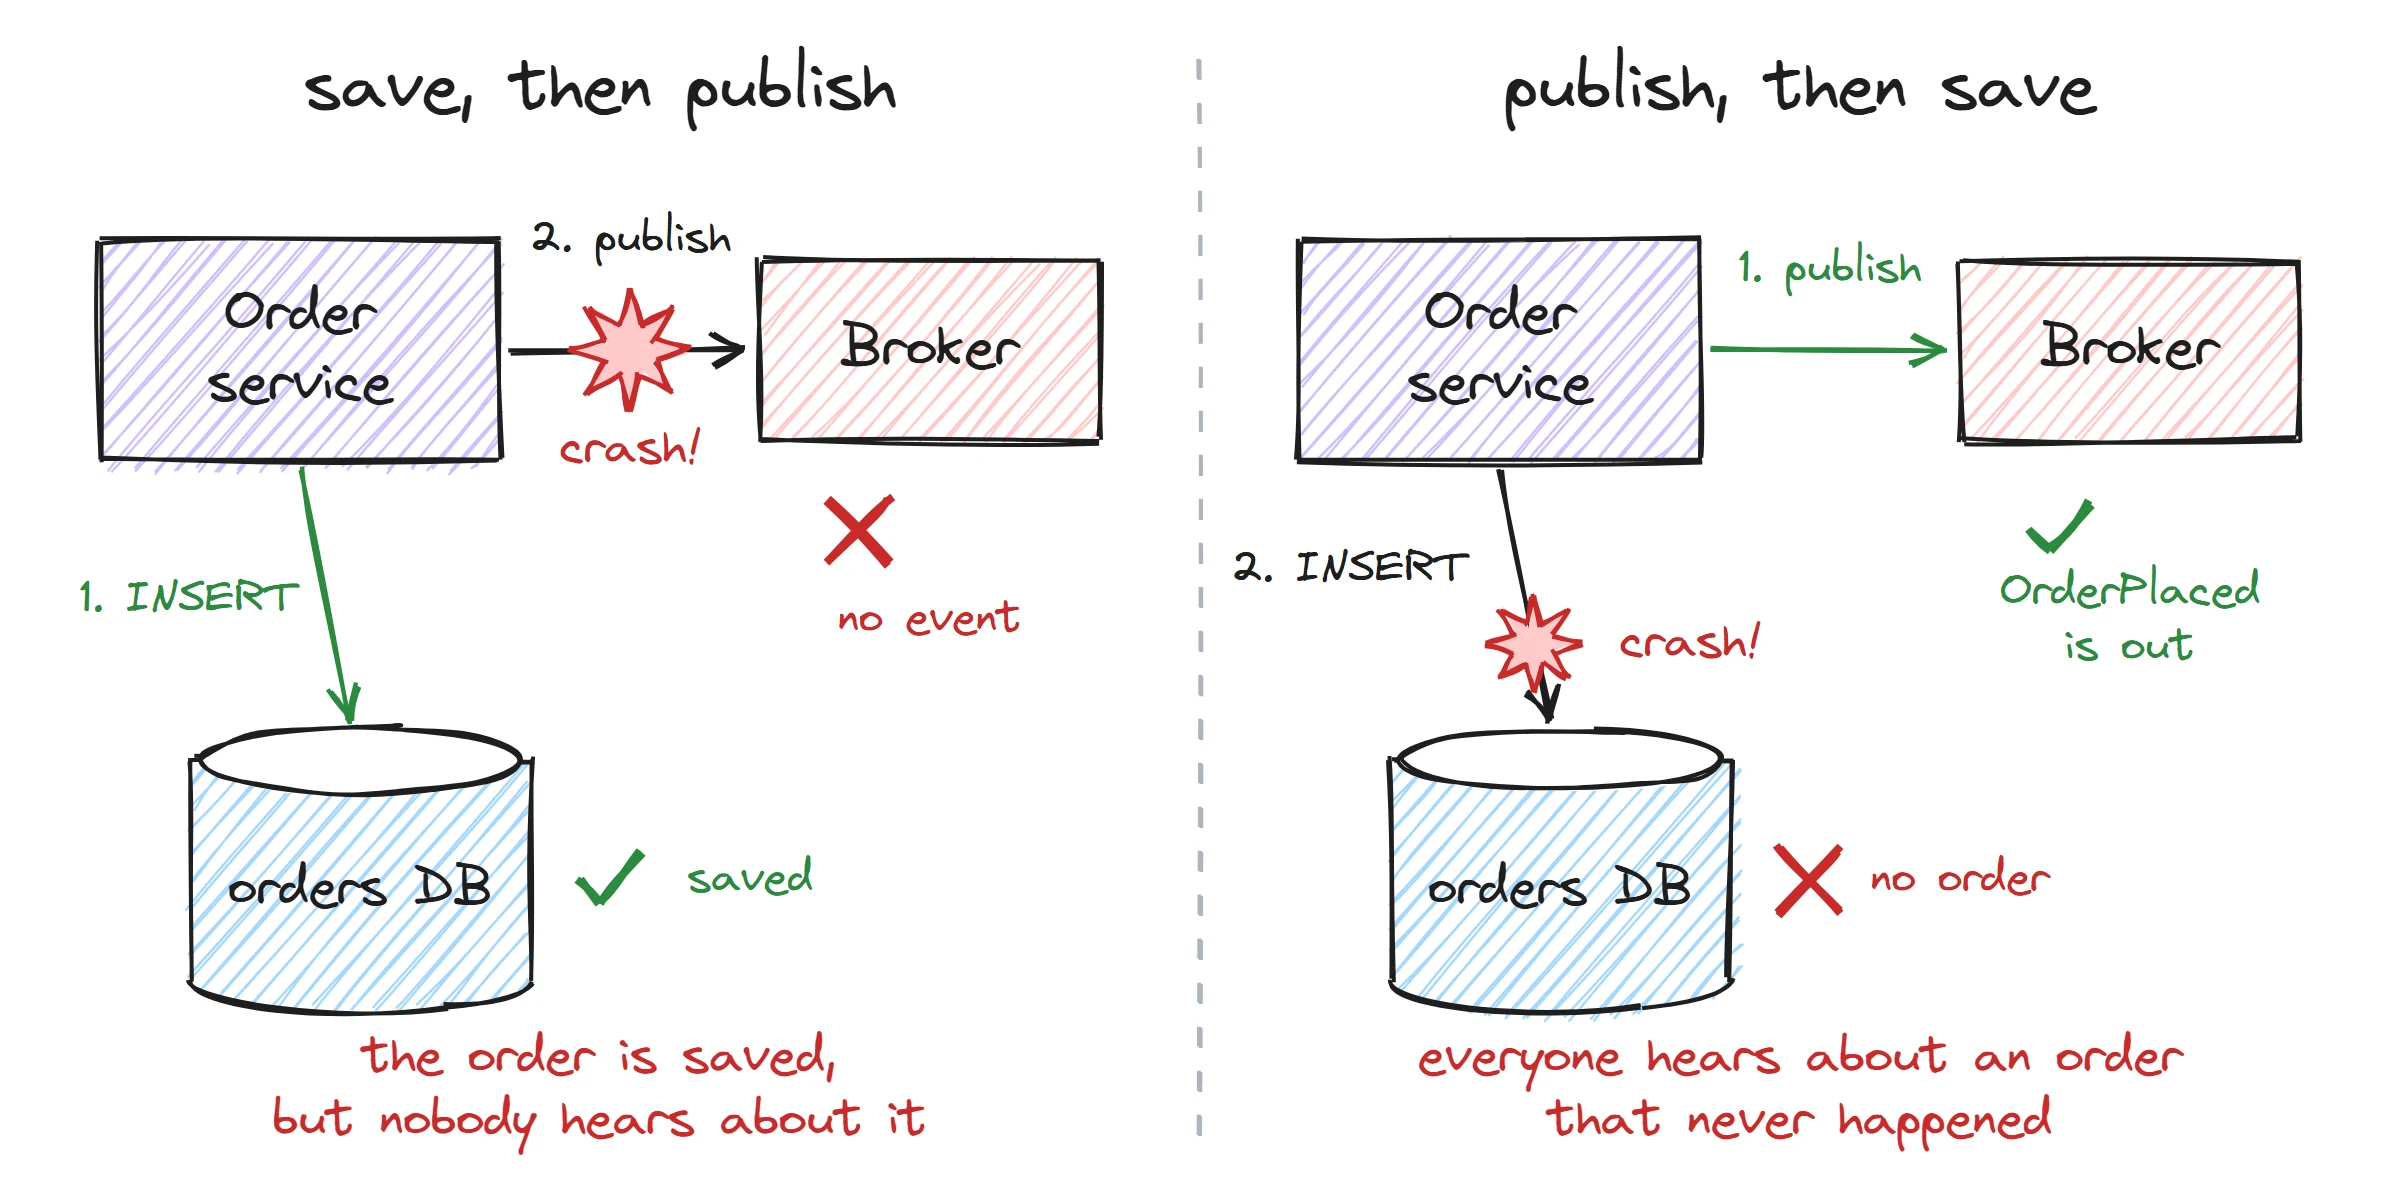 save, then publish
Order
service
2. publish
crash!
Broker
no event
1. INSERT
orders DB
saved
the order is saved,
but nobody hears about it
publish, then save
Order
service
1. publish
Broker
OrderPlaced
is out
2. INSERT
crash!
orders DB
no order
everyone hears about an order
that never happened